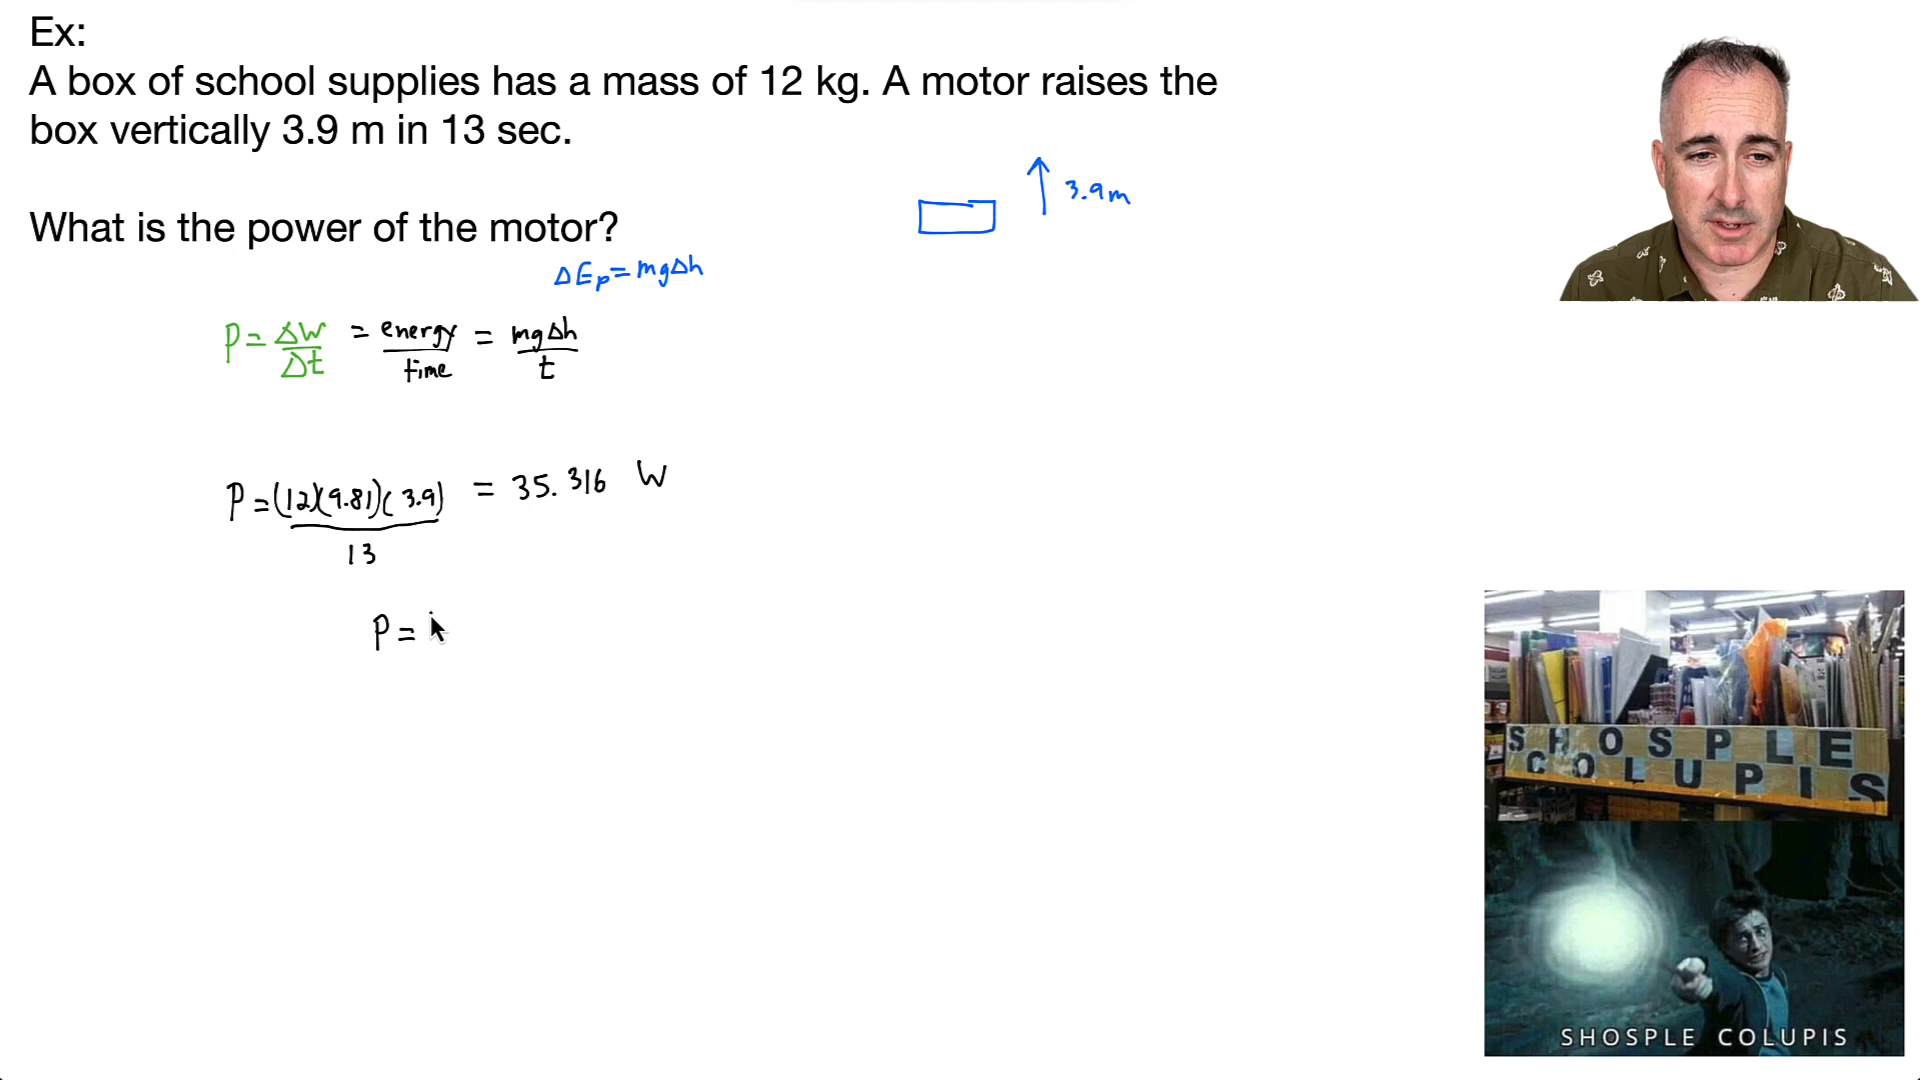 Ex:
A box of school supplies has a mass of 12 kg. A motor raises the
box vertically 3.9 m in 13 sec.
3.9m
What is the power of the motor?
ΔEp = mgΔh
P = ΔW/Δt = energy/time = mgΔh/t
P = (12)(9.81)(3.9)/13 = 35.316 W
P =
SHOSPLE
COLUPIS
SHOSPLE COLUPIS